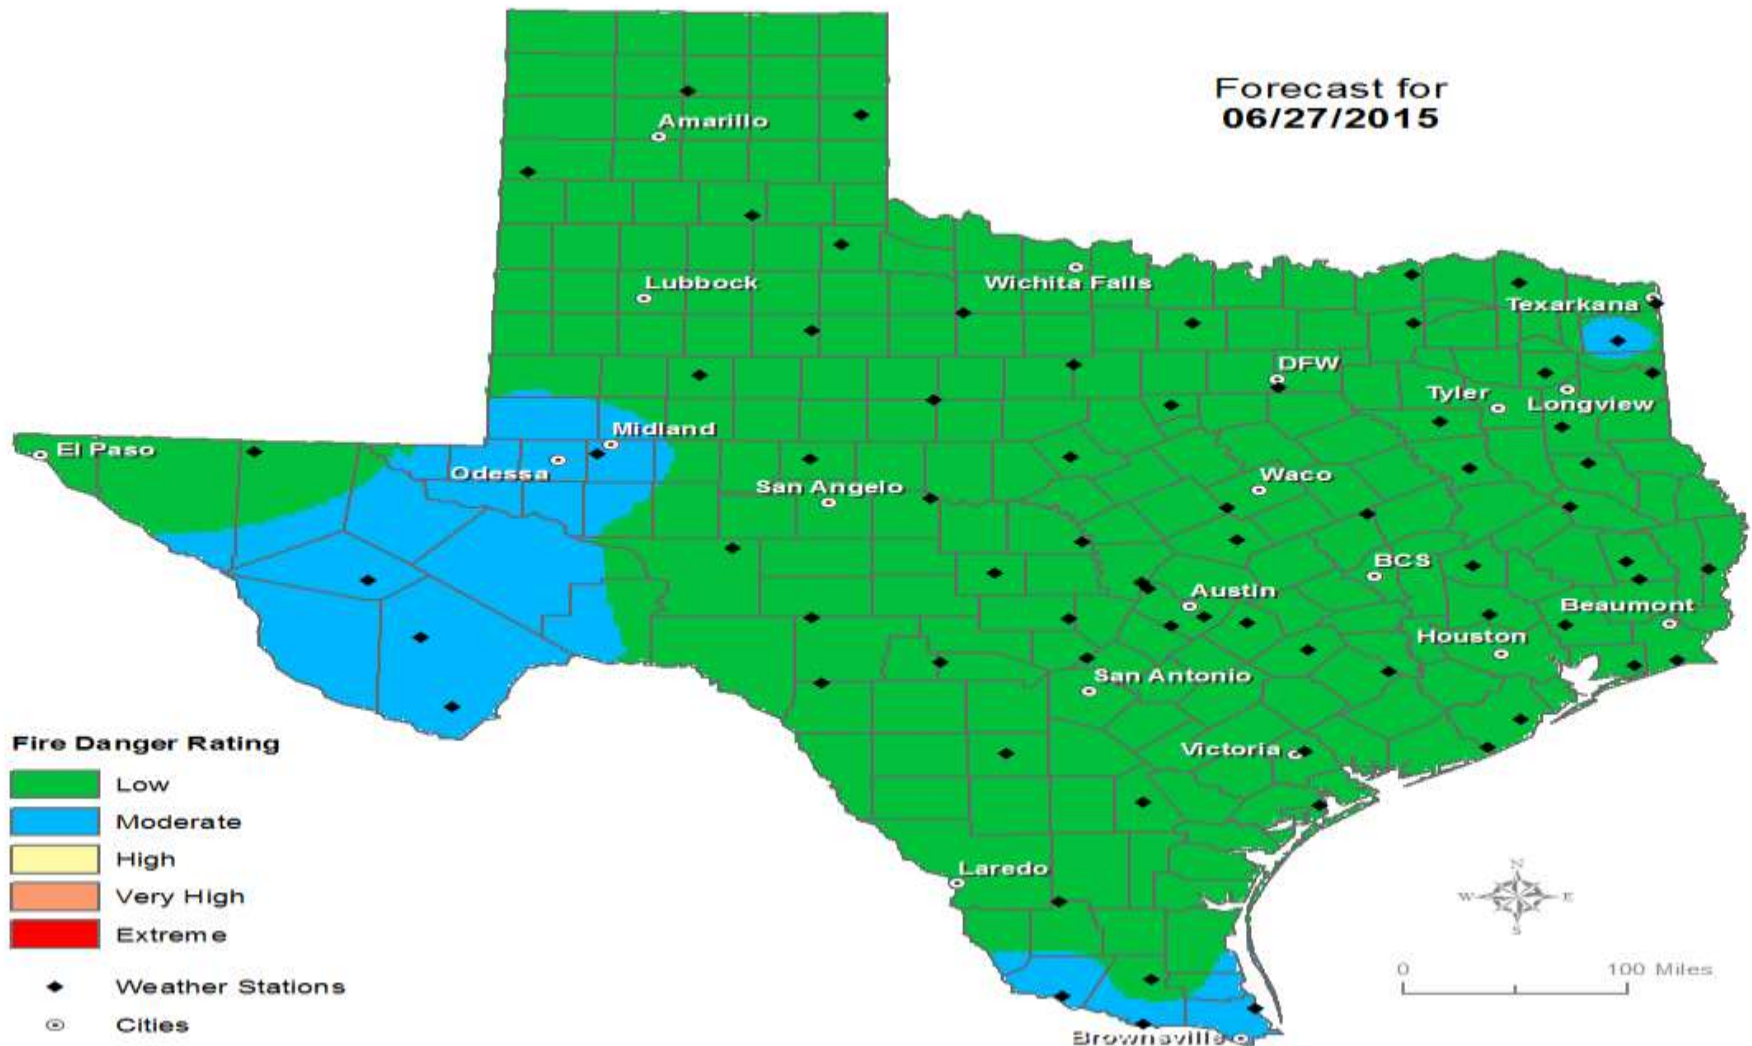 Forecast for
06/27/2015
Amarillo
Lubbock
Wichita Falls
Texarkana
DFW
Tyler
Longview
El Paso
Midland
Odessa
San Angelo
Waco
BCS
Austin
Beaumont
Houston
San Antonio
Victoria
Laredo
Brownsville
Fire Danger Rating
Low
Moderate
High
Very High
Extreme
Weather Stations
Cities
N
W E
S
0 100 Miles